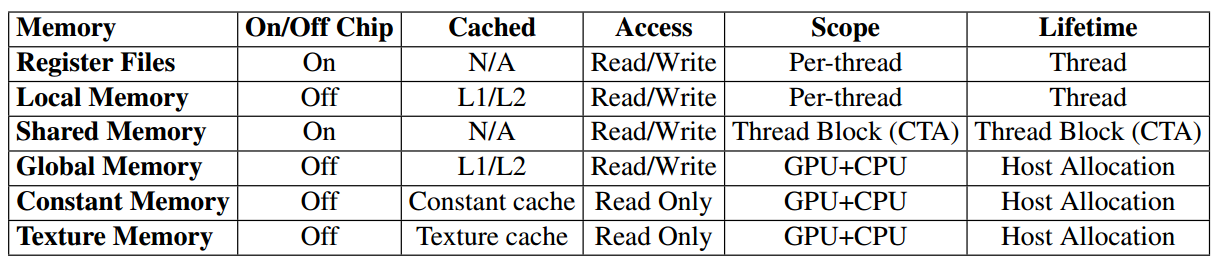 Memory On/Off Chip Cached Access Scope Lifetime
Register Files On N/A Read/Write Per-thread Thread
Local Memory Off L1/L2 Read/Write Per-thread Thread
Shared Memory On N/A Read/Write Thread Block (CTA) Thread Block (CTA)
Global Memory Off L1/L2 Read/Write GPU+CPU Host Allocation
Constant Memory Off Constant cache Read Only GPU+CPU Host Allocation
Texture Memory Off Texture cache Read Only GPU+CPU Host Allocation